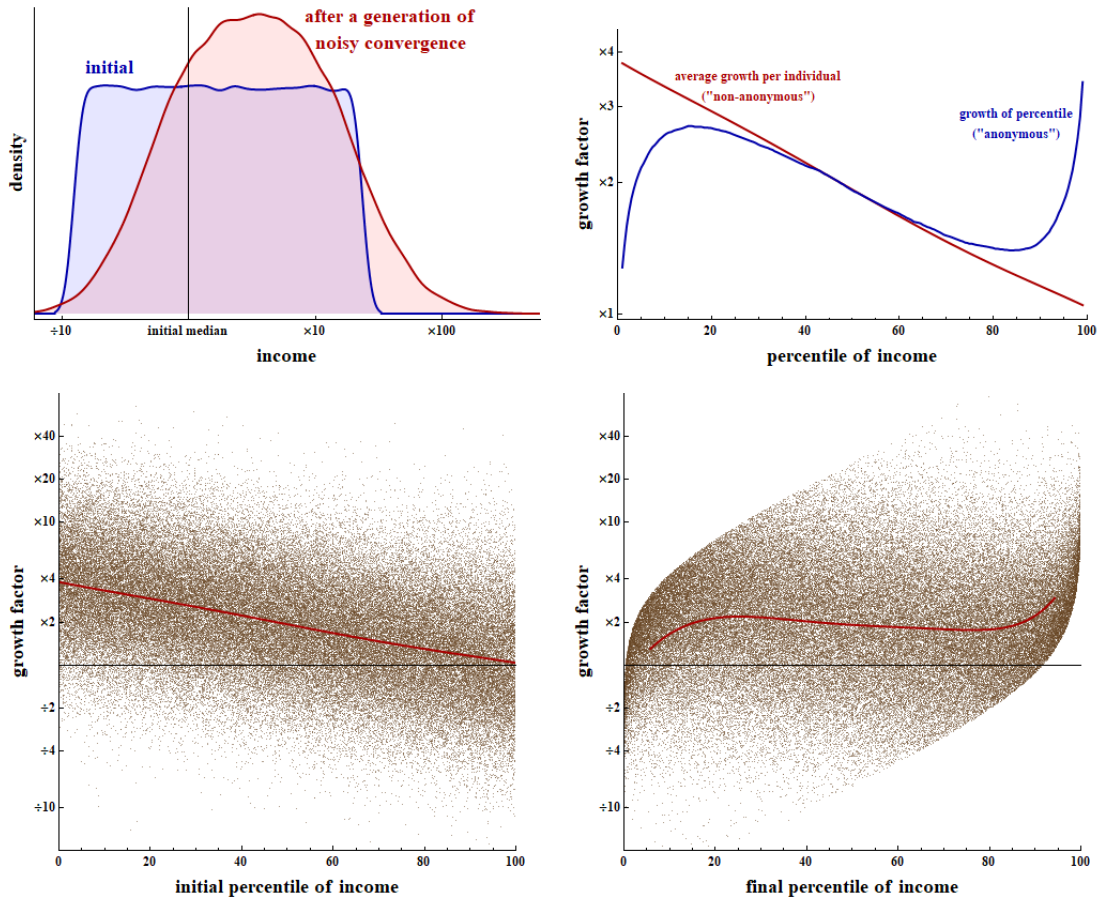 after a generation of
noisy convergence
initial
density
÷10
initial median
×10
×100
income
×4
×3
×2
×1
growth factor
average growth per individual
("non-anonymous")
growth of percentile
("anonymous")
0
20
40
60
80
100
percentile of income
×40
×20
×10
×4
×2
÷2
÷4
÷10
growth factor
0
20
40
60
80
100
initial percentile of income
×40
×20
×10
×4
×2
÷2
÷4
÷10
growth factor
0
20
40
60
80
100
final percentile of income